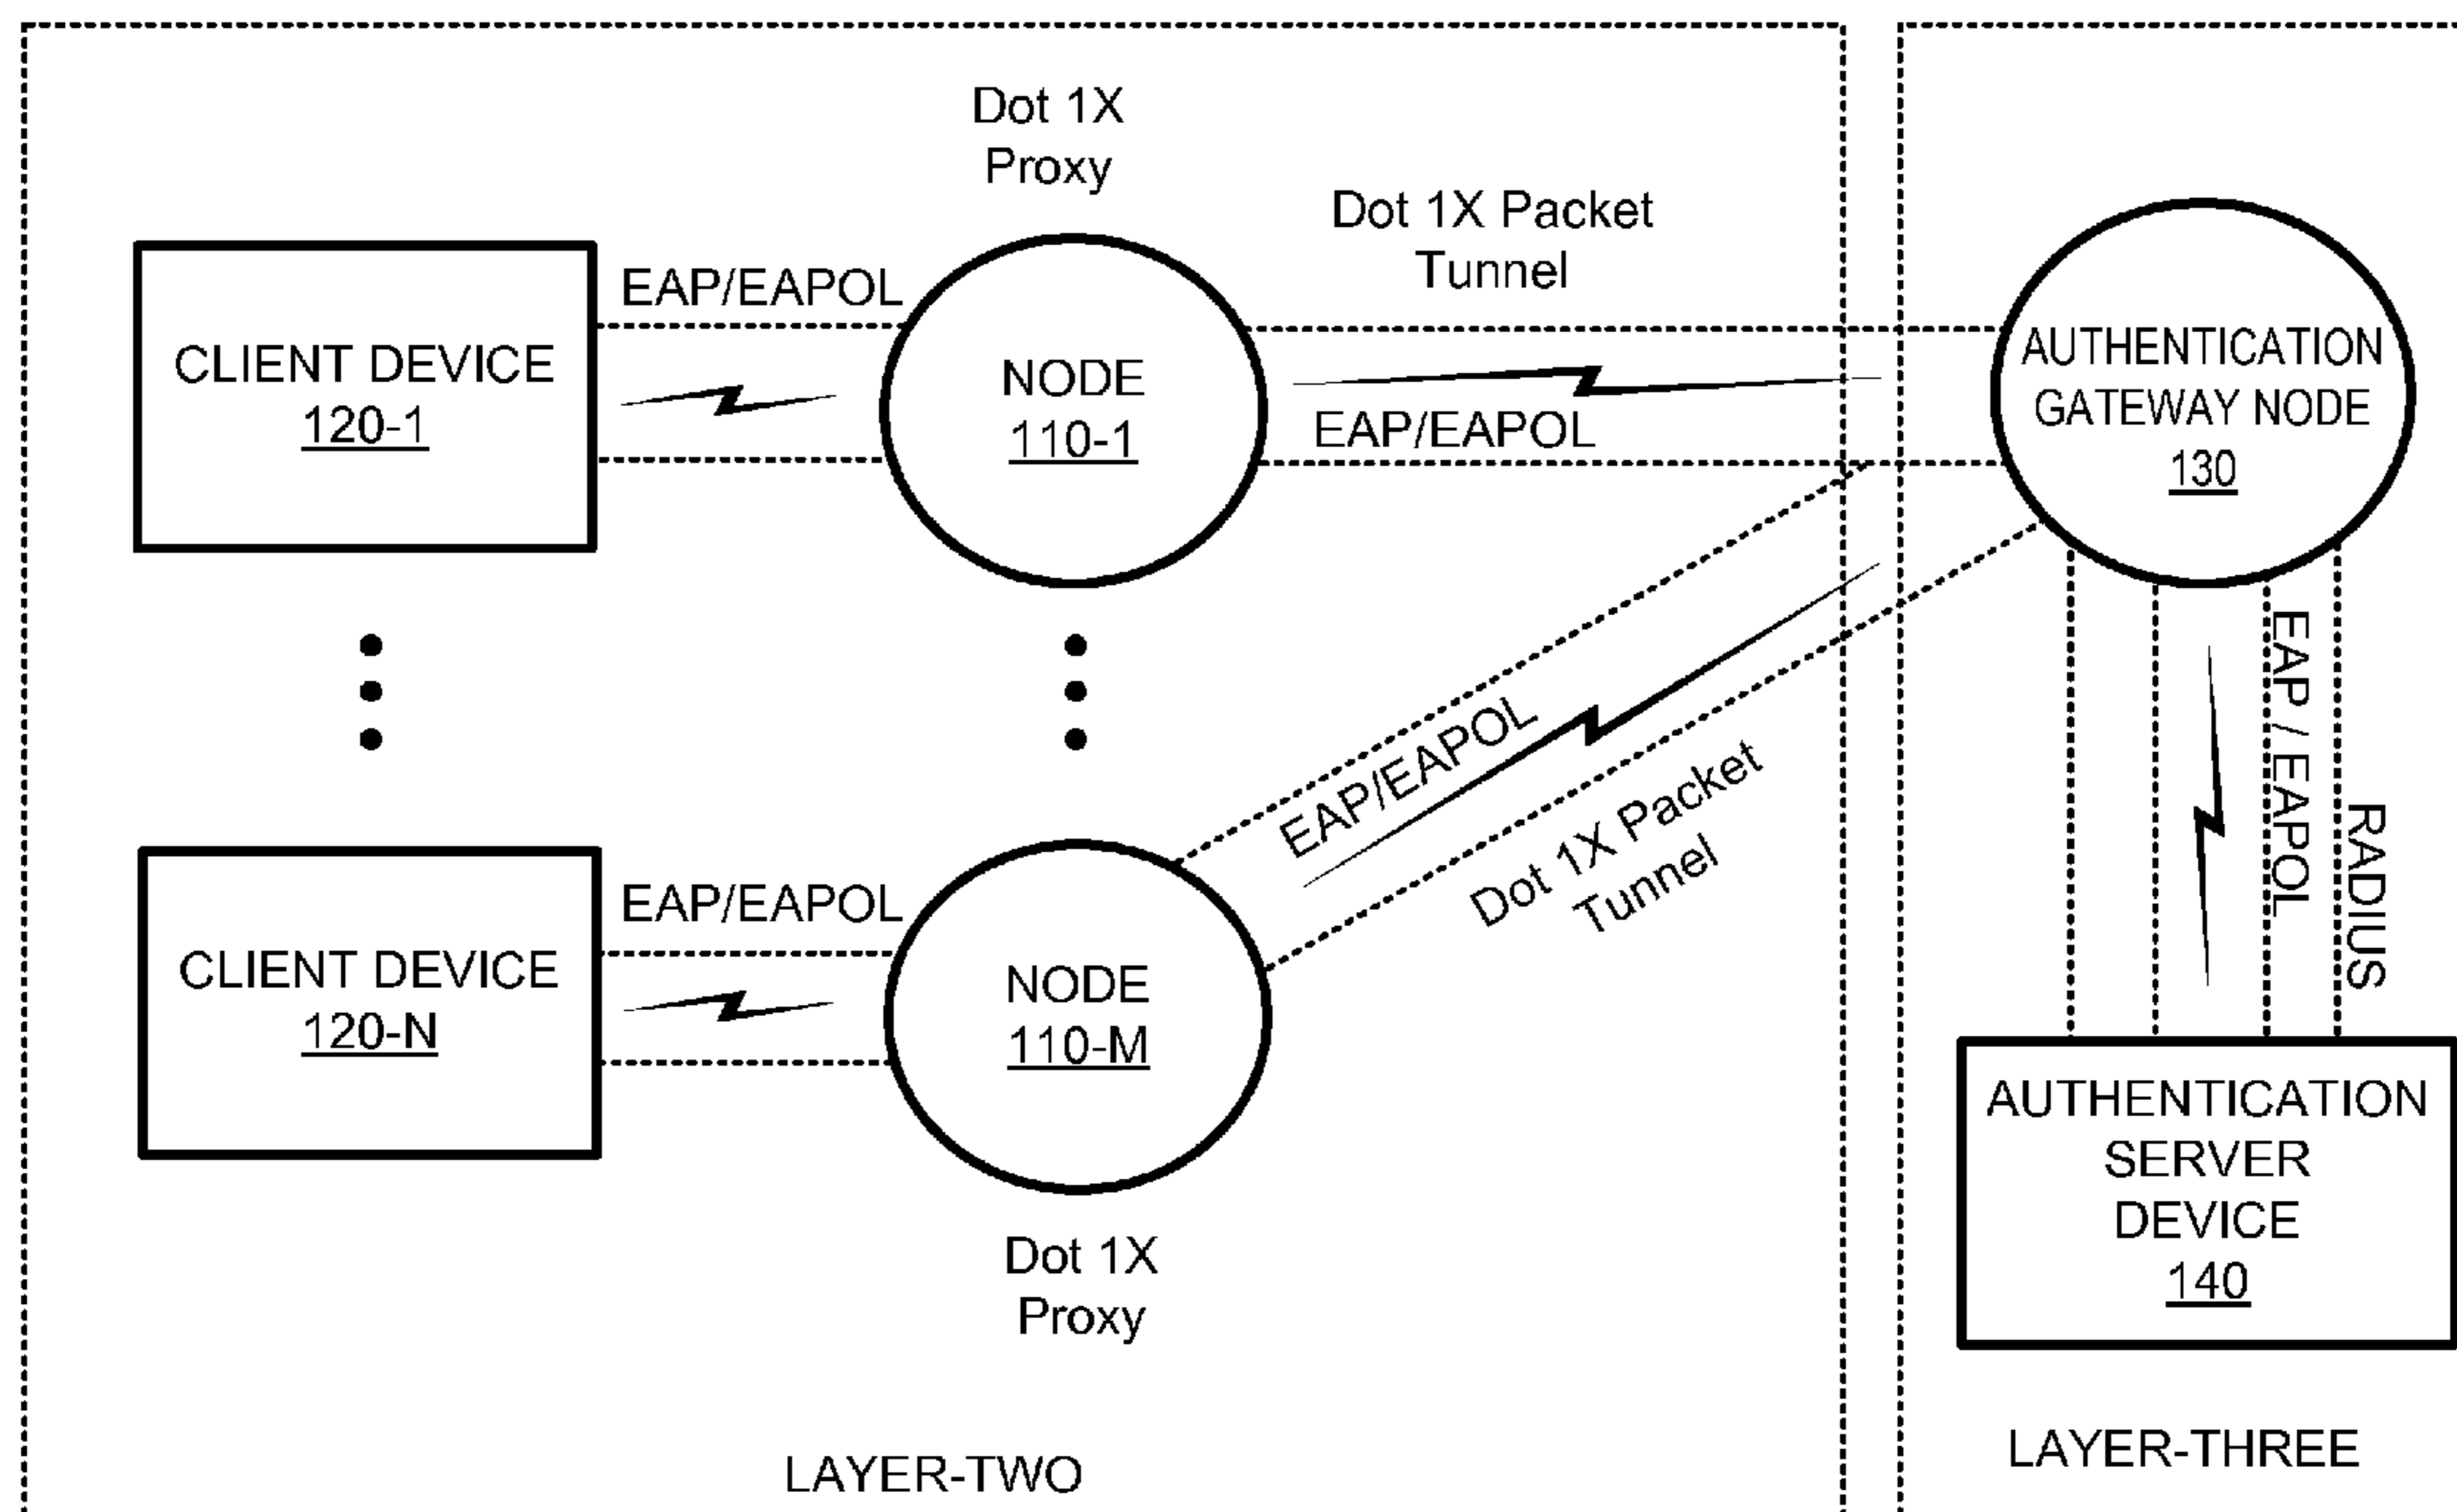 Dot 1X
Proxy
Dot 1X Packet
Tunnel
EAP/EAPOL
CLIENT DEVICE
120-1
NODE
110-1
EAP/EAPOL
AUTHENTICATION
GATEWAY NODE
130
EAP/EAPOL
Dot 1X Packet
Tunnel
EAP / EAPOL
RADIUS
EAP/EAPOL
CLIENT DEVICE
120-N
NODE
110-M
Dot 1X
Proxy
AUTHENTICATION
SERVER
DEVICE
140
LAYER-TWO
LAYER-THREE